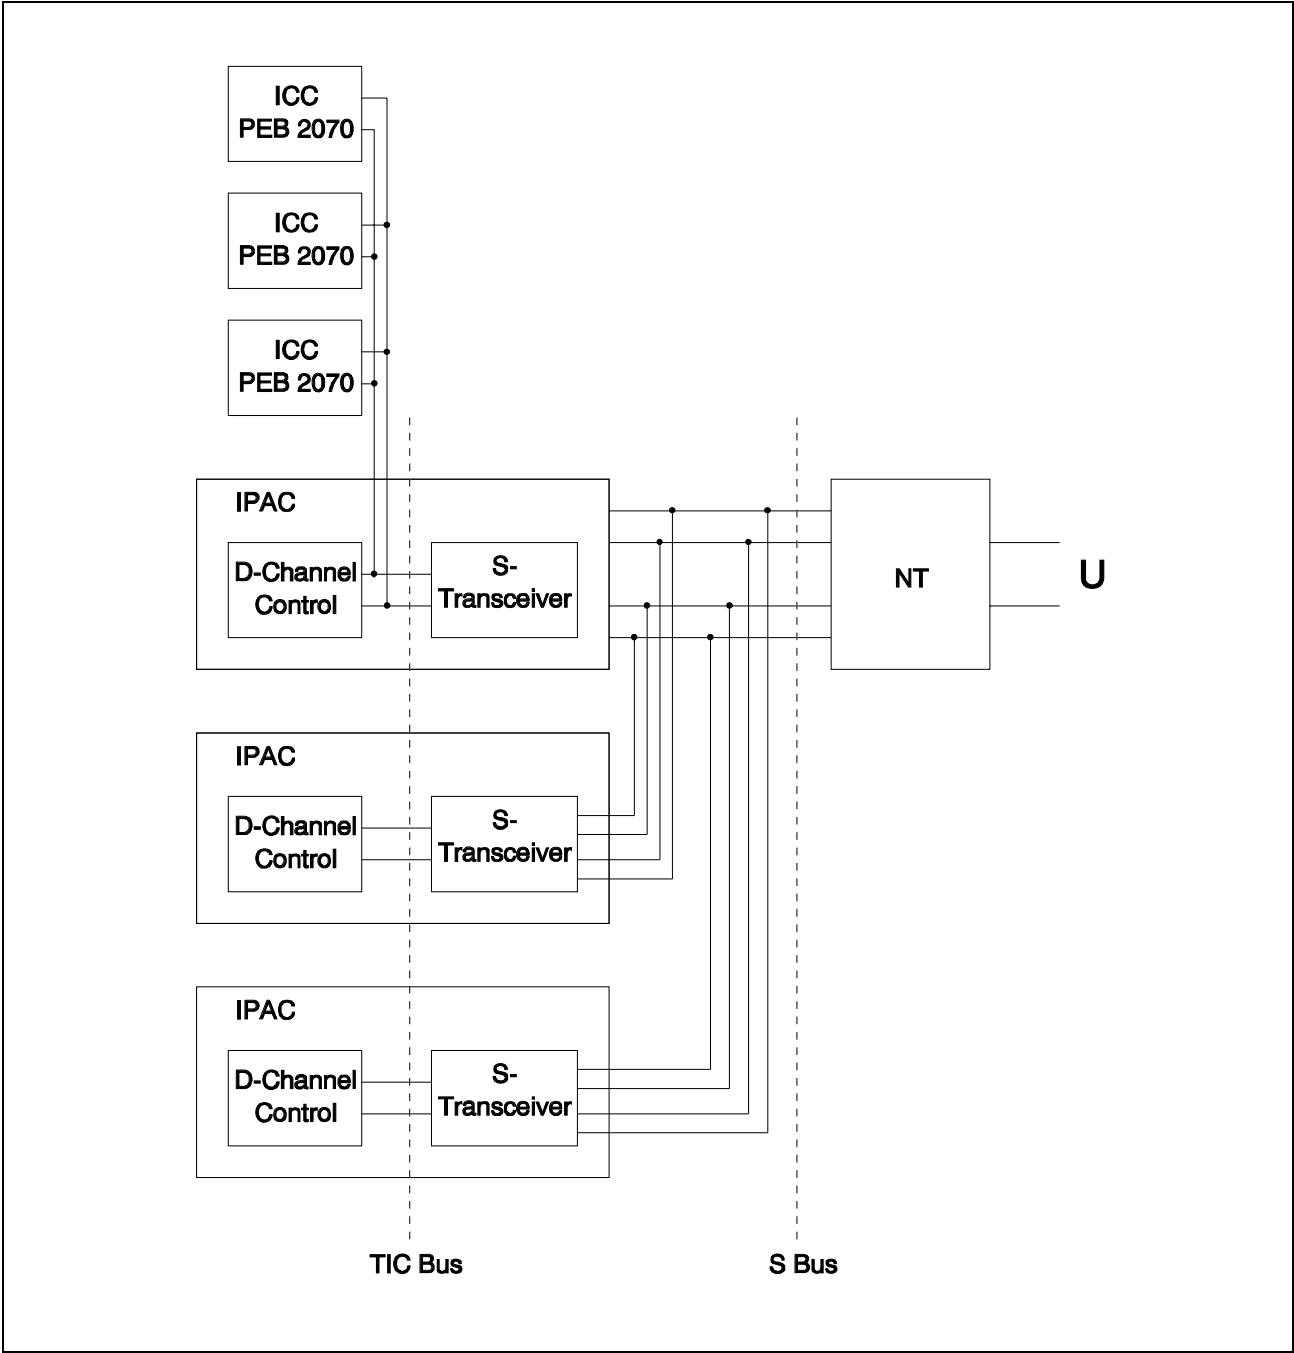 ICC
PEB 2070
ICC
PEB 2070
ICC
PEB 2070
IPAC
D-Channel
Control
S-
Transceiver
NT
U
IPAC
D-Channel
Control
S-
Transceiver
IPAC
D-Channel
Control
S-
Transceiver
TIC Bus
S Bus